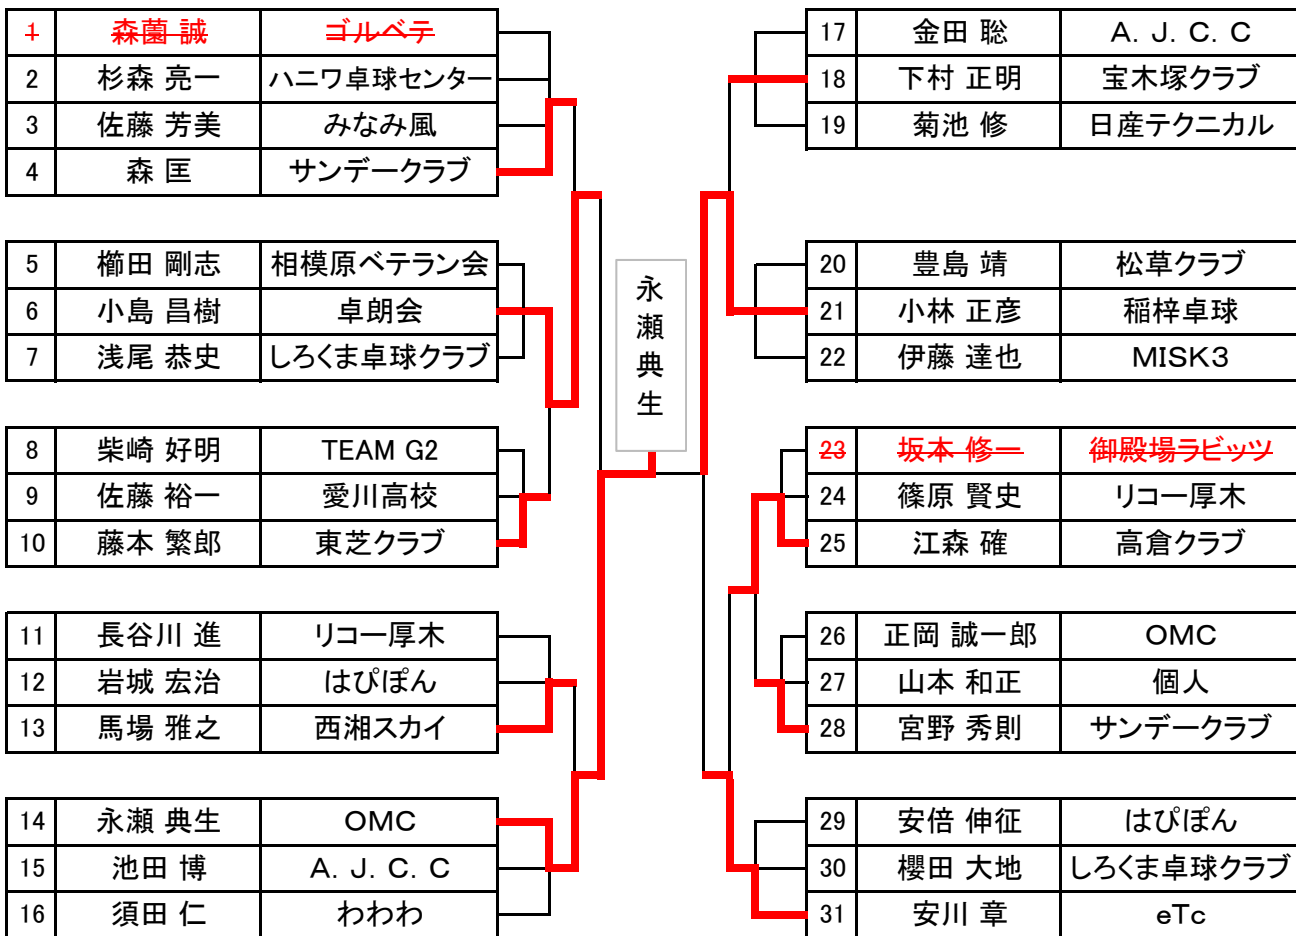 1 森薗 誠 ゴルベテ
2 杉森 亮一 ハニワ卓球センター
3 佐藤 芳美 みなみ風
4 森 匡 サンデークラブ
5 櫛田 剛志 相模原ベテラン会
6 小島 昌樹 卓朗会
7 浅尾 恭史 しろくま卓球クラブ
8 柴崎 好明 TEAM G2
9 佐藤 裕一 愛川高校
10 藤本 繁郎 東芝クラブ
11 長谷川 進 リコー厚木
12 岩城 宏治 はぴぽん
13 馬場 雅之 西湘スカイ
14 永瀬 典生 OMC
15 池田 博 A. J. C. C
16 須田 仁 わわわ
永瀬典生
17 金田 聡 A. J. C. C
18 下村 正明 宝木塚クラブ
19 菊池 修 日産テクニカル
20 豊島 靖 松草クラブ
21 小林 正彦 稲梓卓球
22 伊藤 達也 MISK3
23 坂本 修一 御殿場ラビッツ
24 篠原 賢史 リコー厚木
25 江森 確 高倉クラブ
26 正岡 誠一郎 OMC
27 山本 和正 個人
28 宮野 秀則 サンデークラブ
29 安倍 伸征 はぴぽん
30 櫻田 大地 しろくま卓球クラブ
31 安川 章 eTc